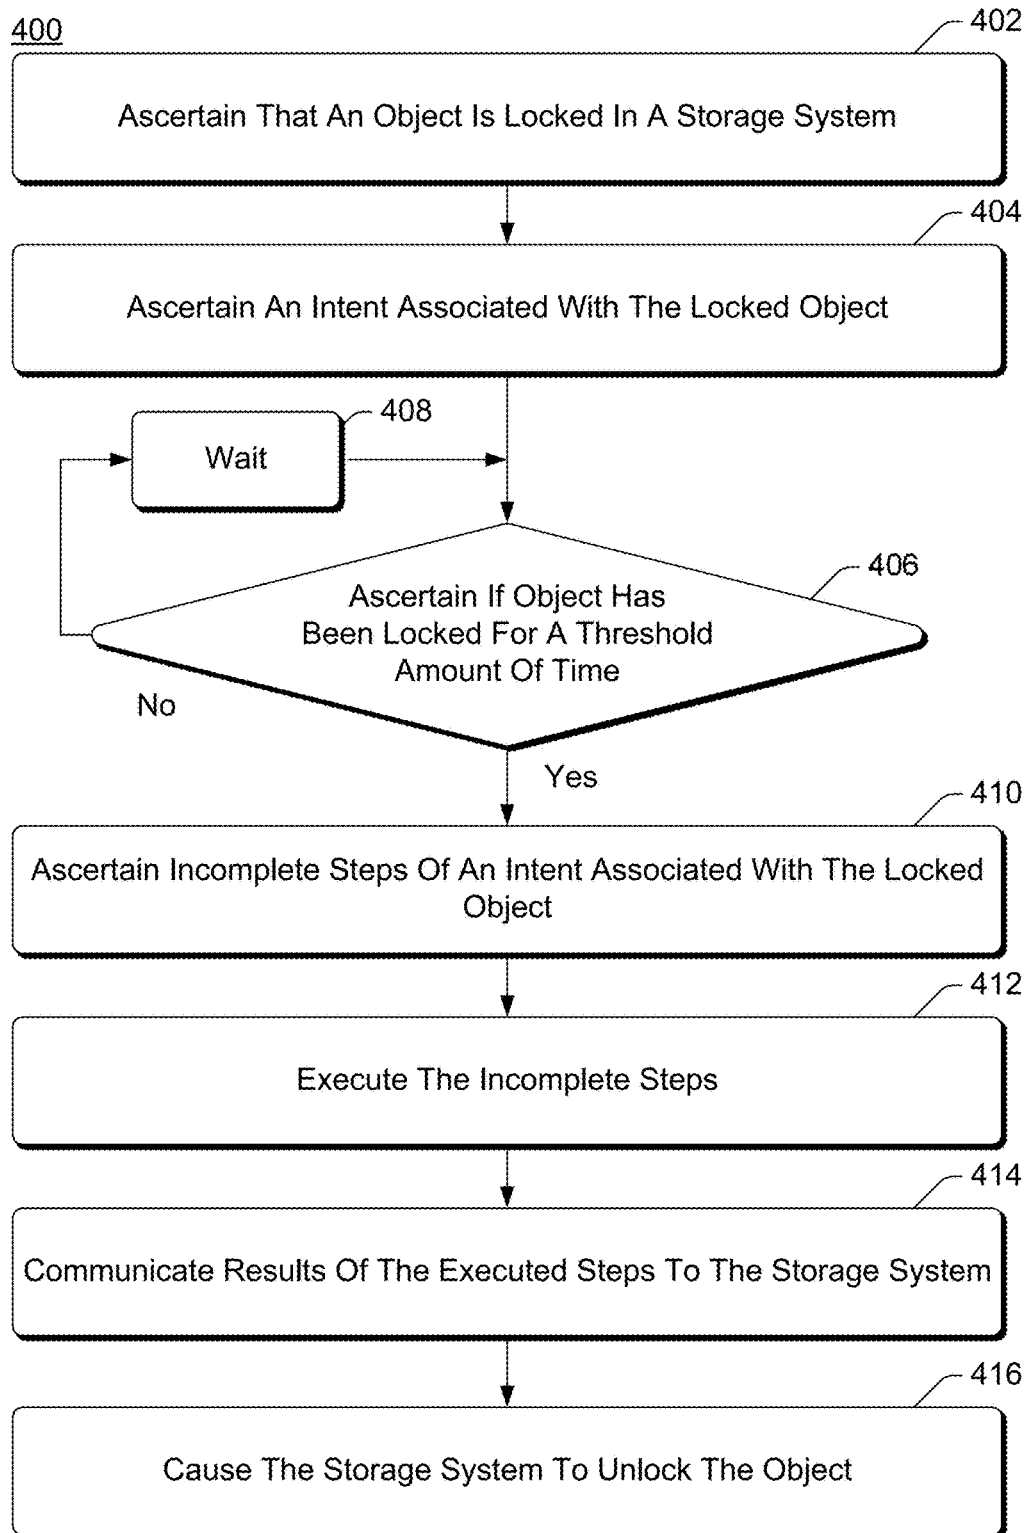 400
402
Ascertain That An Object Is Locked In A Storage System
404
Ascertain An Intent Associated With The Locked Object
408
Wait
406
Ascertain If Object Has
Been Locked For A Threshold
Amount Of Time
No
Yes
410
Ascertain Incomplete Steps Of An Intent Associated With The Locked
Object
412
Execute The Incomplete Steps
414
Communicate Results Of The Executed Steps To The Storage System
416
Cause The Storage System To Unlock The Object